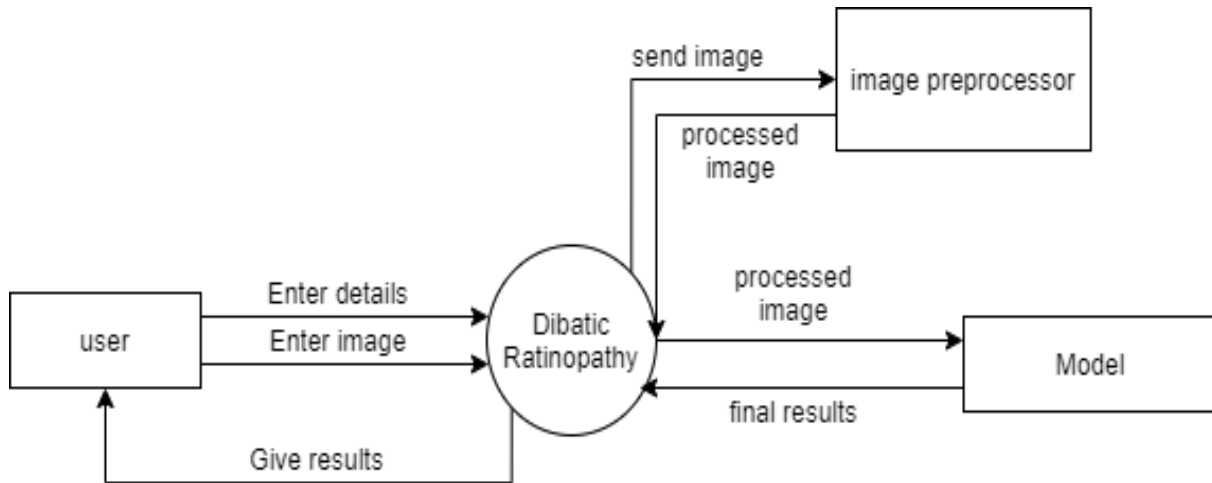 send image
image preprocessor
processed
image
Enter details
Enter image
user
Dibatic
Ratinopathy
processed
image
Model
final results
Give results